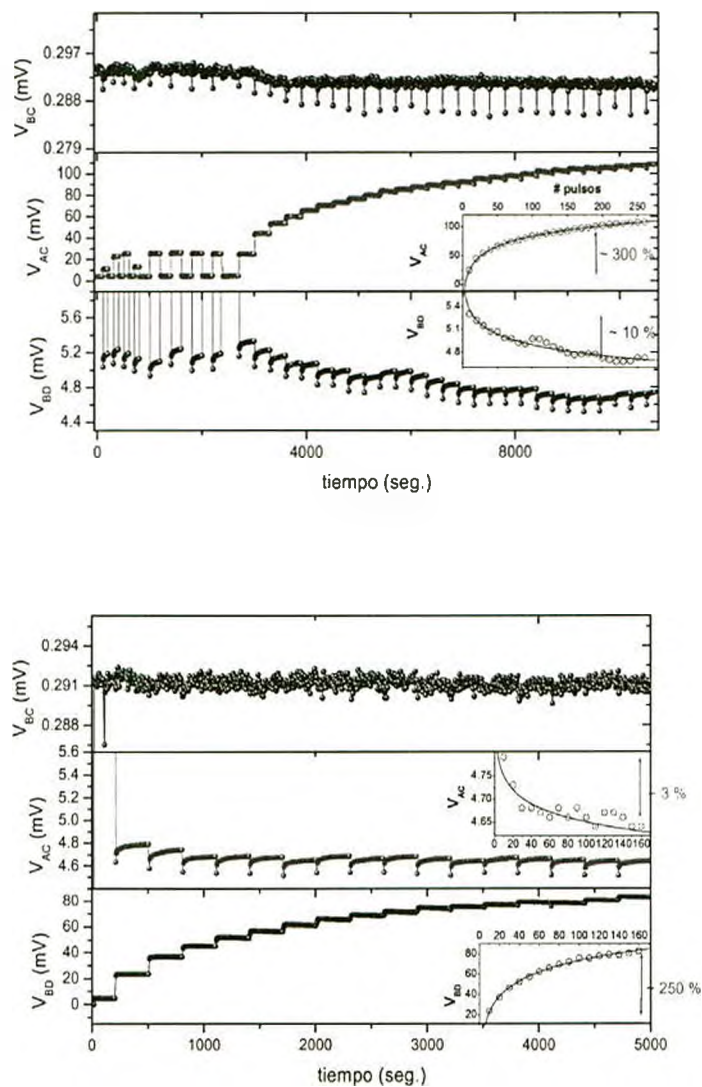 0.297
0.288
0.279
V_BC (mV)
100
80
60
40
20
0
V_AC (mV)
# pulsos
0 50 100 150 200 250
100
50
0
V_AC
~ 300 %
5.4
5.1
4.8
V_BD
~ 10 %
5.6
5.2
4.8
4.4
V_BD (mV)
0 4000 8000
tiempo (seg.)
0.294
0.291
0.288
V_BC (mV)
5.6
5.4
5.2
5.0
4.8
4.6
V_AC (mV)
4.75
4.70
4.65
V_AC
0 20 40 60 80 100 120 140 160
3 %
80
60
40
20
0
V_BD (mV)
0 20 40 60 80 100 120 140 160
80
60
40
20
V_BD
250 %
0 1000 2000 3000 4000 5000
tiempo (seg.)